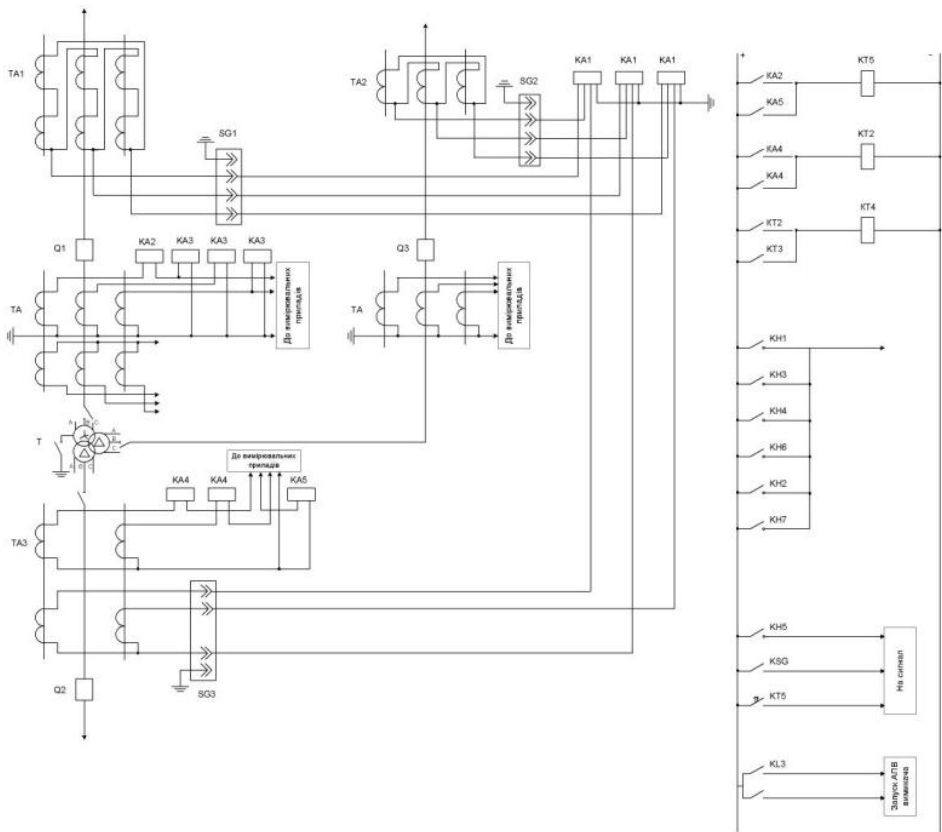 TA1
SG1
TA2
SG2
KA1
KA1
KA1
Q1
KA2
KA3
KA3
KA3
TA
До вимірювальних
приладів
Q3
TA
До вимірювальних
приладів
A
B
C
T
A
B
C
A
B
C
До вимірювальних
приладів
KA4
KA4
KA5
TA3
SG3
Q2
+
-
KA2
KT5
KA5
KA4
KT2
KA4
KT2
KT4
KT3
KH1
KH3
KH4
KH6
KH2
KH7
KH5
KSG
KT5
На сигнал
KL3
Запуск АПВ
вимикача